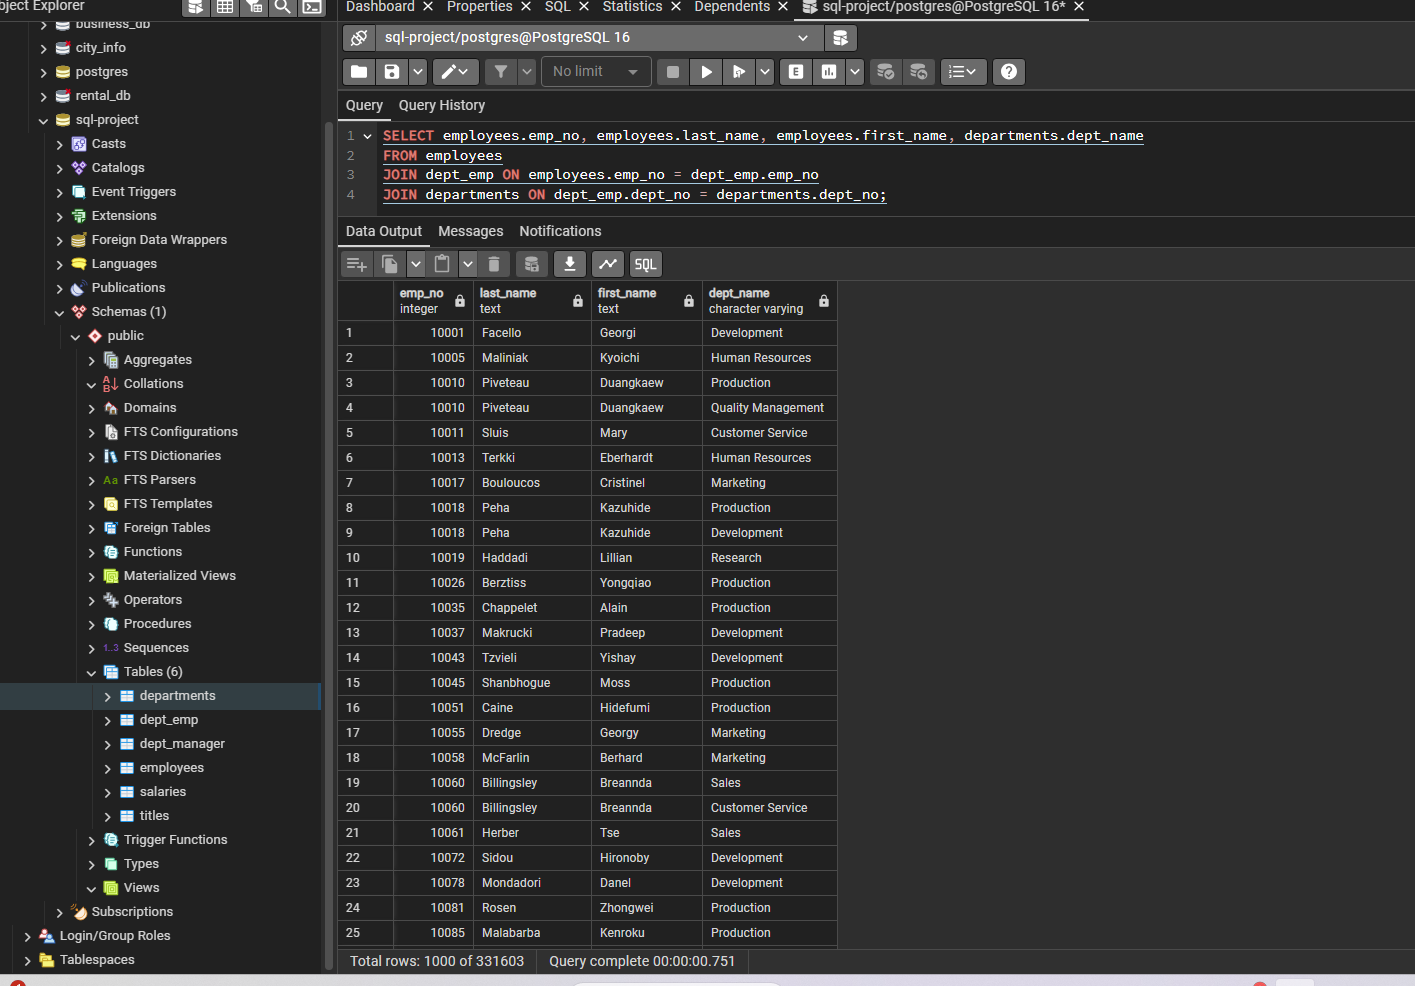 bject Explorer
business_db
city_info
postgres
rental_db
sql-project
Casts
Catalogs
Event Triggers
Extensions
Foreign Data Wrappers
Languages
Publications
Schemas (1)
public
Aggregates
Collations
Domains
FTS Configurations
FTS Dictionaries
Aa FTS Parsers
FTS Templates
Foreign Tables
Functions
Materialized Views
Operators
Procedures
1..3 Sequences
Tables (6)
departments
dept_emp
dept_manager
employees
salaries
titles
Trigger Functions
Types
Views
Subscriptions
Login/Group Roles
Tablespaces
Dashboard Properties SQL Statistics Dependents sql-project/postgres@PostgreSQL 16*
sql-project/postgres@PostgreSQL 16
No limit E
Query Query History
1 SELECT employees.emp_no, employees.last_name, employees.first_name, departments.dept_name
2 FROM employees
3 JOIN dept_emp ON employees.emp_no = dept_emp.emp_no
4 JOIN departments ON dept_emp.dept_no = departments.dept_no;
Data Output Messages Notifications
SQL
emp_no last_name first_name dept_name
integer text text character varying
1 10001 Facello Georgi Development
2 10005 Maliniak Kyoichi Human Resources
3 10010 Piveteau Duangkaew Production
4 10010 Piveteau Duangkaew Quality Management
5 10011 Sluis Mary Customer Service
6 10013 Terkki Eberhardt Human Resources
7 10017 Bouloucos Cristinel Marketing
8 10018 Peha Kazuhide Production
9 10018 Peha Kazuhide Development
10 10019 Haddadi Lillian Research
11 10026 Berztiss Yongqiao Production
12 10035 Chappelet Alain Production
13 10037 Makrucki Pradeep Development
14 10043 Tzvieli Yishay Development
15 10045 Shanbhogue Moss Production
16 10051 Caine Hidefumi Production
17 10055 Dredge Georgy Marketing
18 10058 McFarlin Berhard Marketing
19 10060 Billingsley Breannda Sales
20 10060 Billingsley Breannda Customer Service
21 10061 Herber Tse Sales
22 10072 Sidou Hironoby Development
23 10078 Mondadori Danel Development
24 10081 Rosen Zhongwei Production
25 10085 Malabarba Kenroku Production
Total rows: 1000 of 331603 Query complete 00:00:00.751